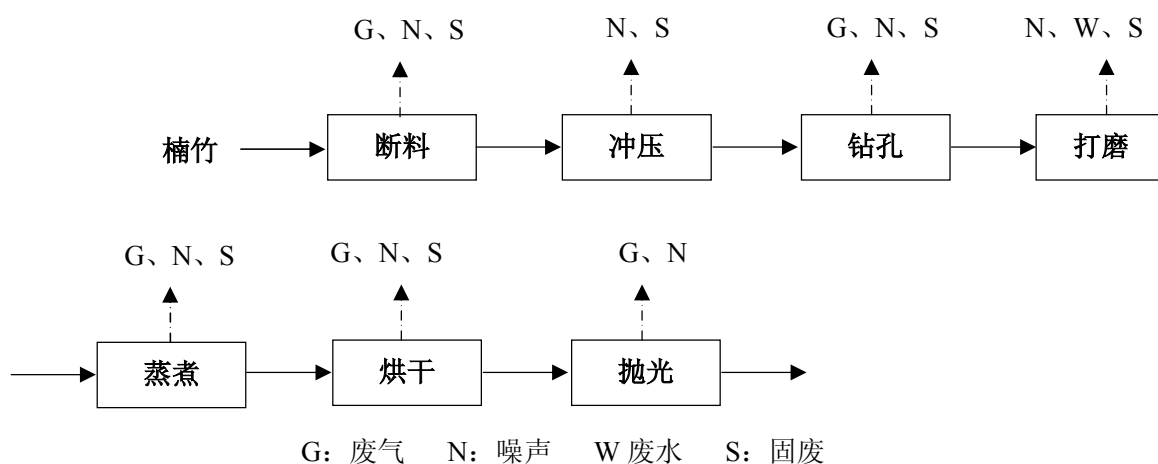 G、N、S N、S G、N、S N、W、S
楠竹 断料 冲压 钻孔 打磨
G、N、S G、N、S G、N
蒸煮 烘干 抛光
G：废气 N：噪声 W 废水 S：固废